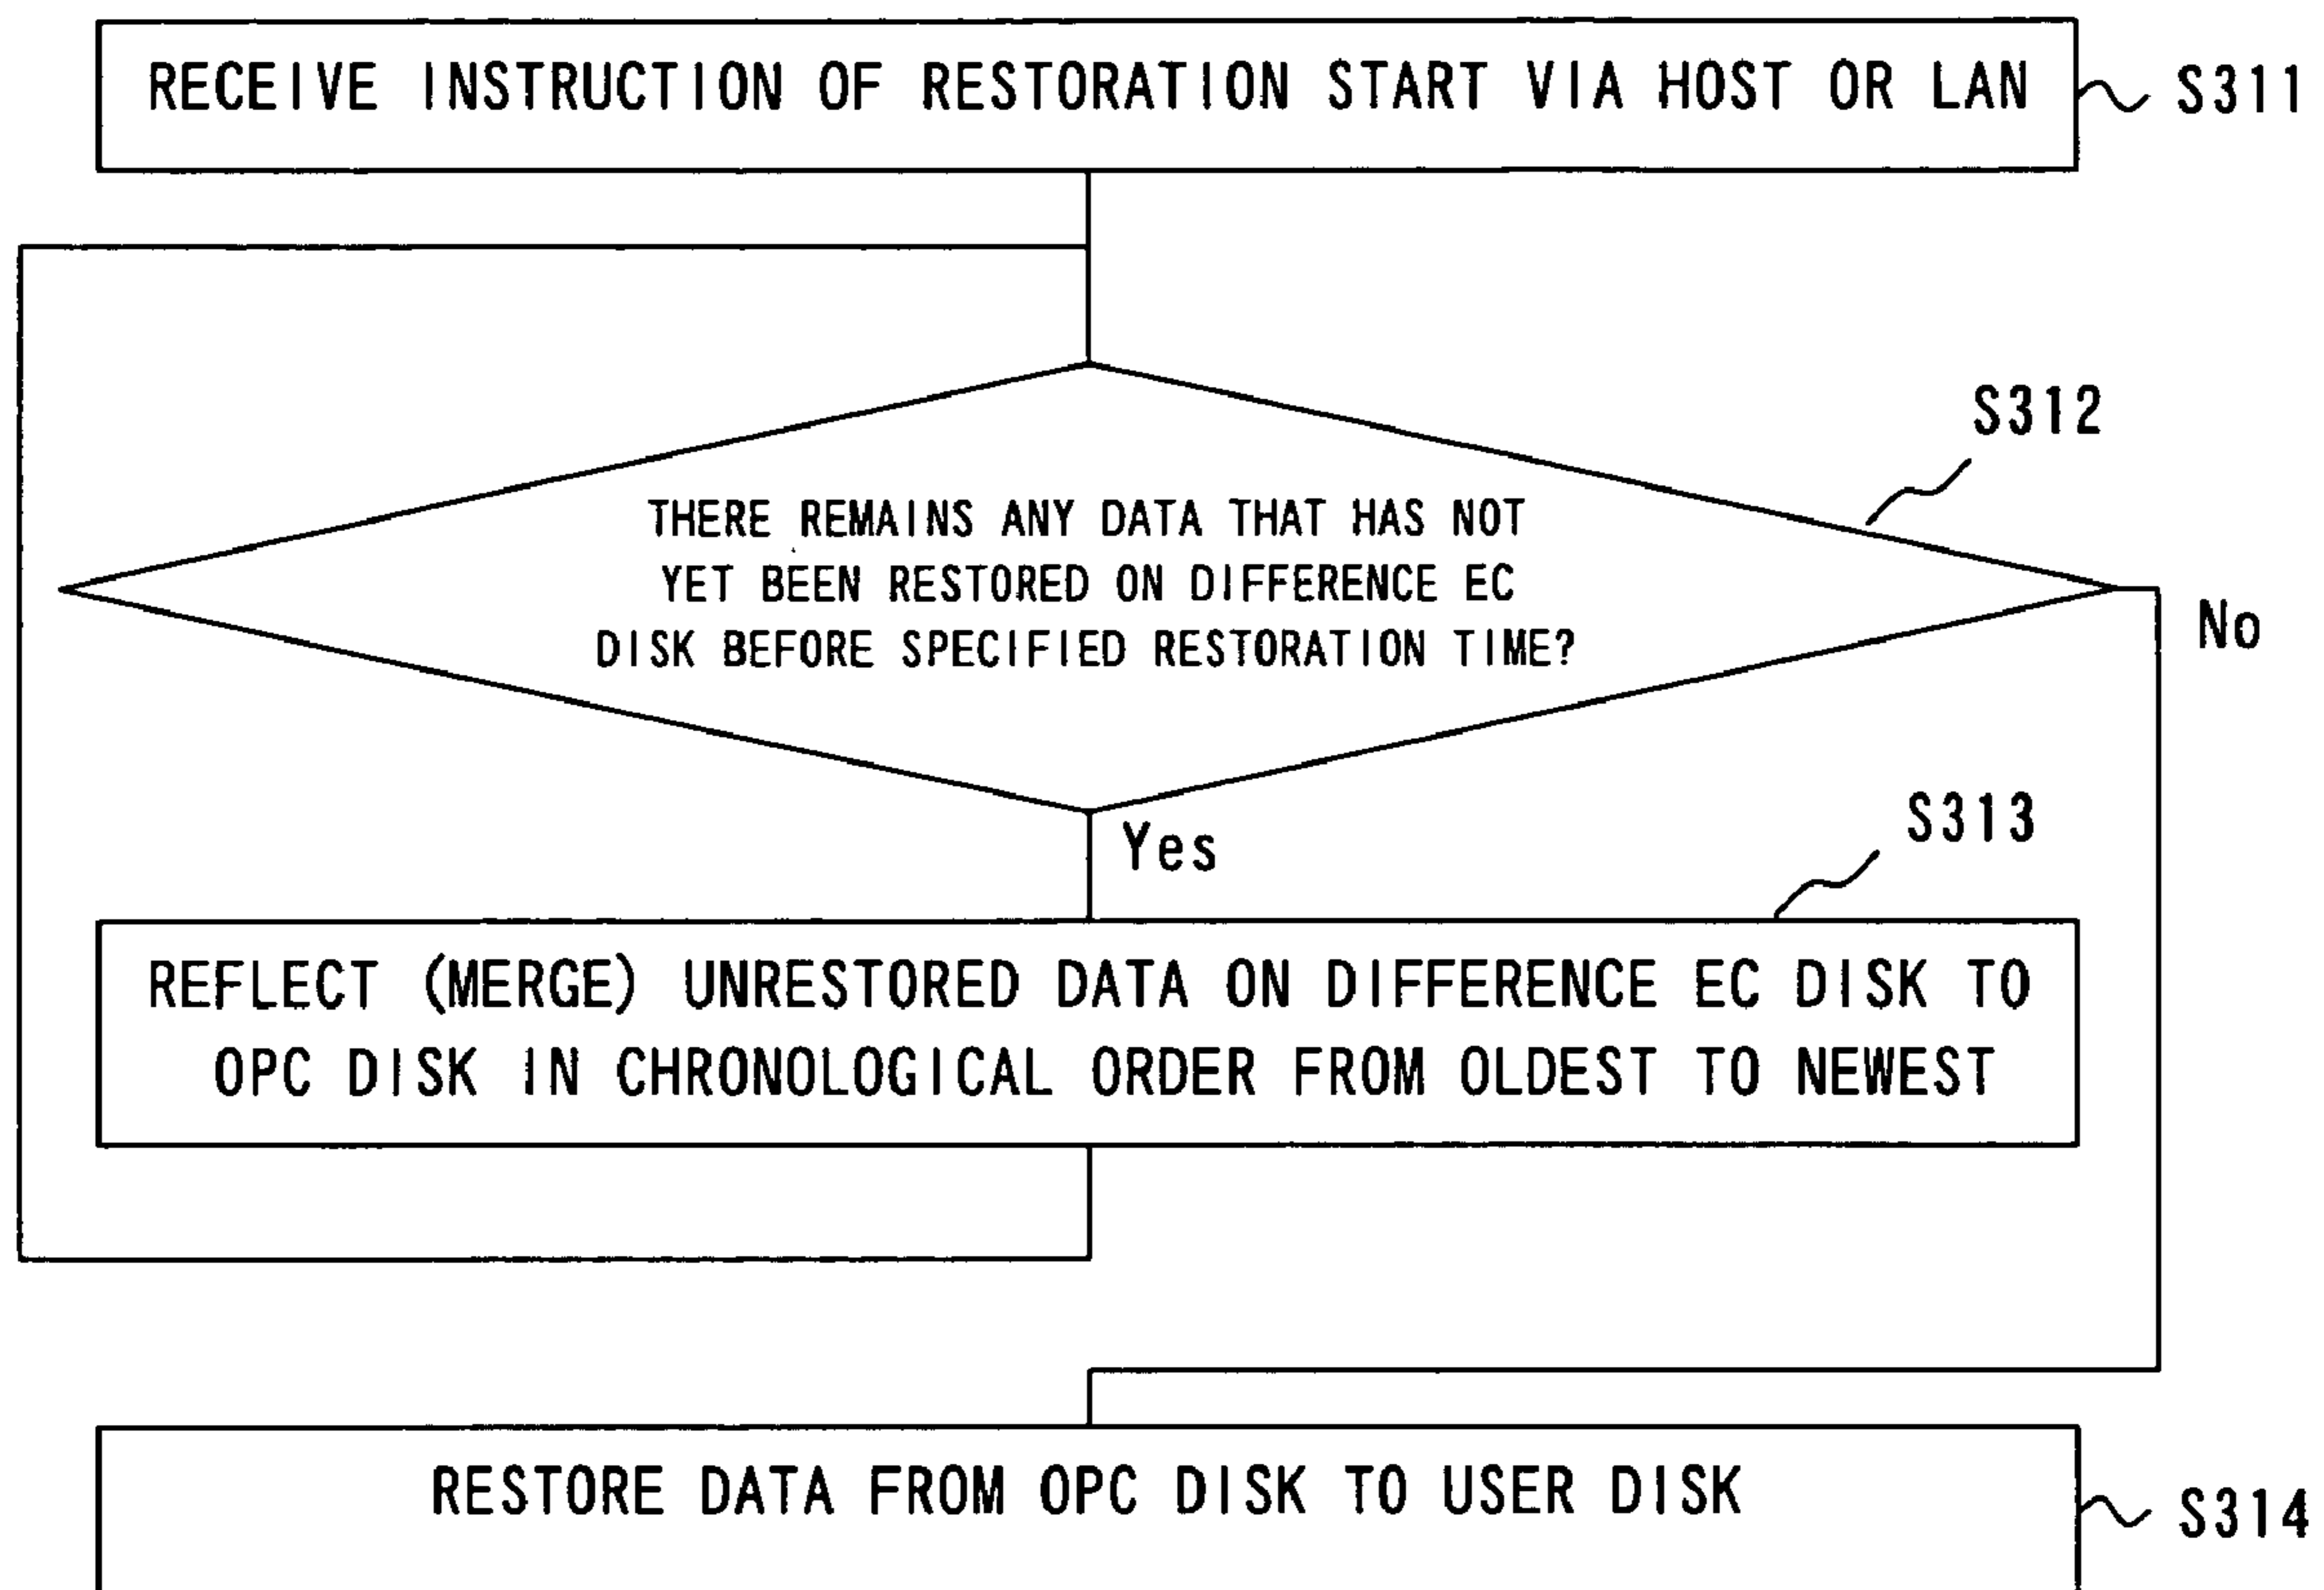 RECEIVE INSTRUCTION OF RESTORATION START VIA HOST OR LAN
S311
S312
THERE REMAINS ANY DATA THAT HAS NOT
YET BEEN RESTORED ON DIFFERENCE EC
DISK BEFORE SPECIFIED RESTORATION TIME?
No
Yes
S313
REFLECT (MERGE) UNRESTORED DATA ON DIFFERENCE EC DISK TO
OPC DISK IN CHRONOLOGICAL ORDER FROM OLDEST TO NEWEST
RESTORE DATA FROM OPC DISK TO USER DISK
S314